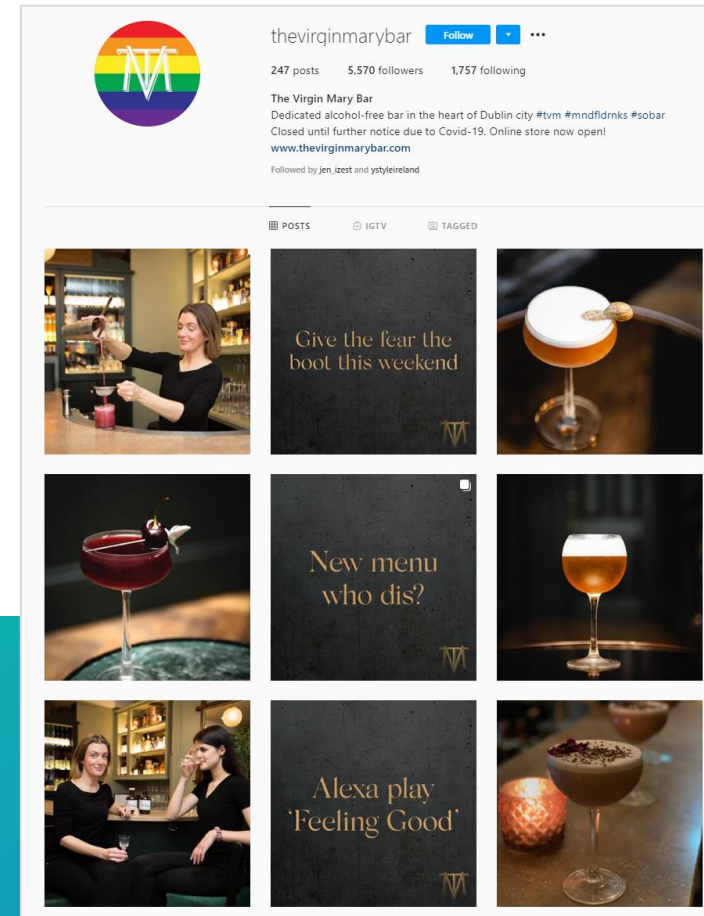 thevirginmarybar Follow
247 posts 5,570 followers 1,757 following
The Virgin Mary Bar
Dedicated alcohol-free bar in the heart of Dublin city #tvm #mndfldrnks #sobar
Closed until further notice due to Covid-19. Online store now open!
www.thevirginmarybar.com
Followed by jen_izest and ystyleireland
POSTS IGTV TAGGED
Give the fear the
boot this weekend
New menu
who dis?
Alexa play
‘Feeling Good’